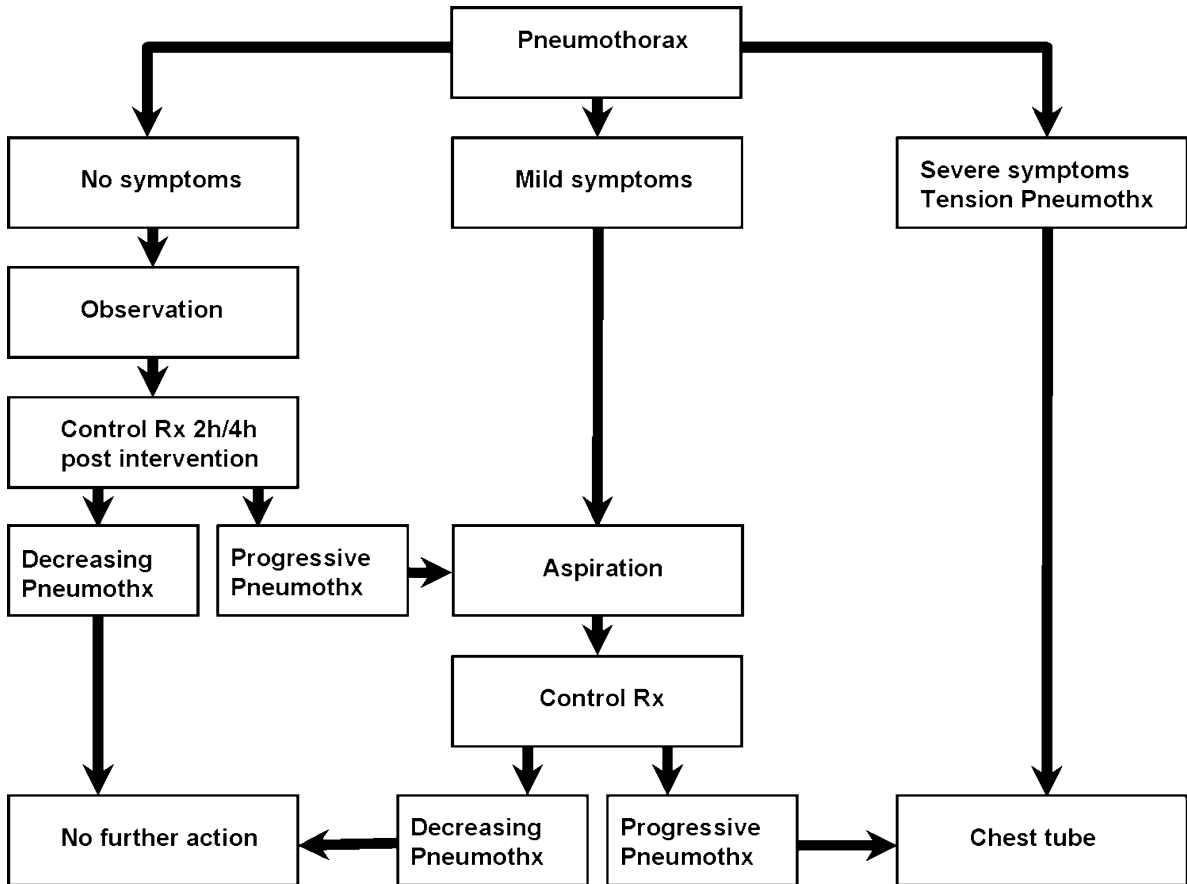 Pneumothorax
No symptoms
Mild symptoms
Severe symptoms
Tension Pneumothx
Observation
Control Rx 2h/4h
post intervention
Decreasing
Pneumothx
Progressive
Pneumothx
Aspiration
Control Rx
No further action
Decreasing
Pneumothx
Progressive
Pneumothx
Chest tube